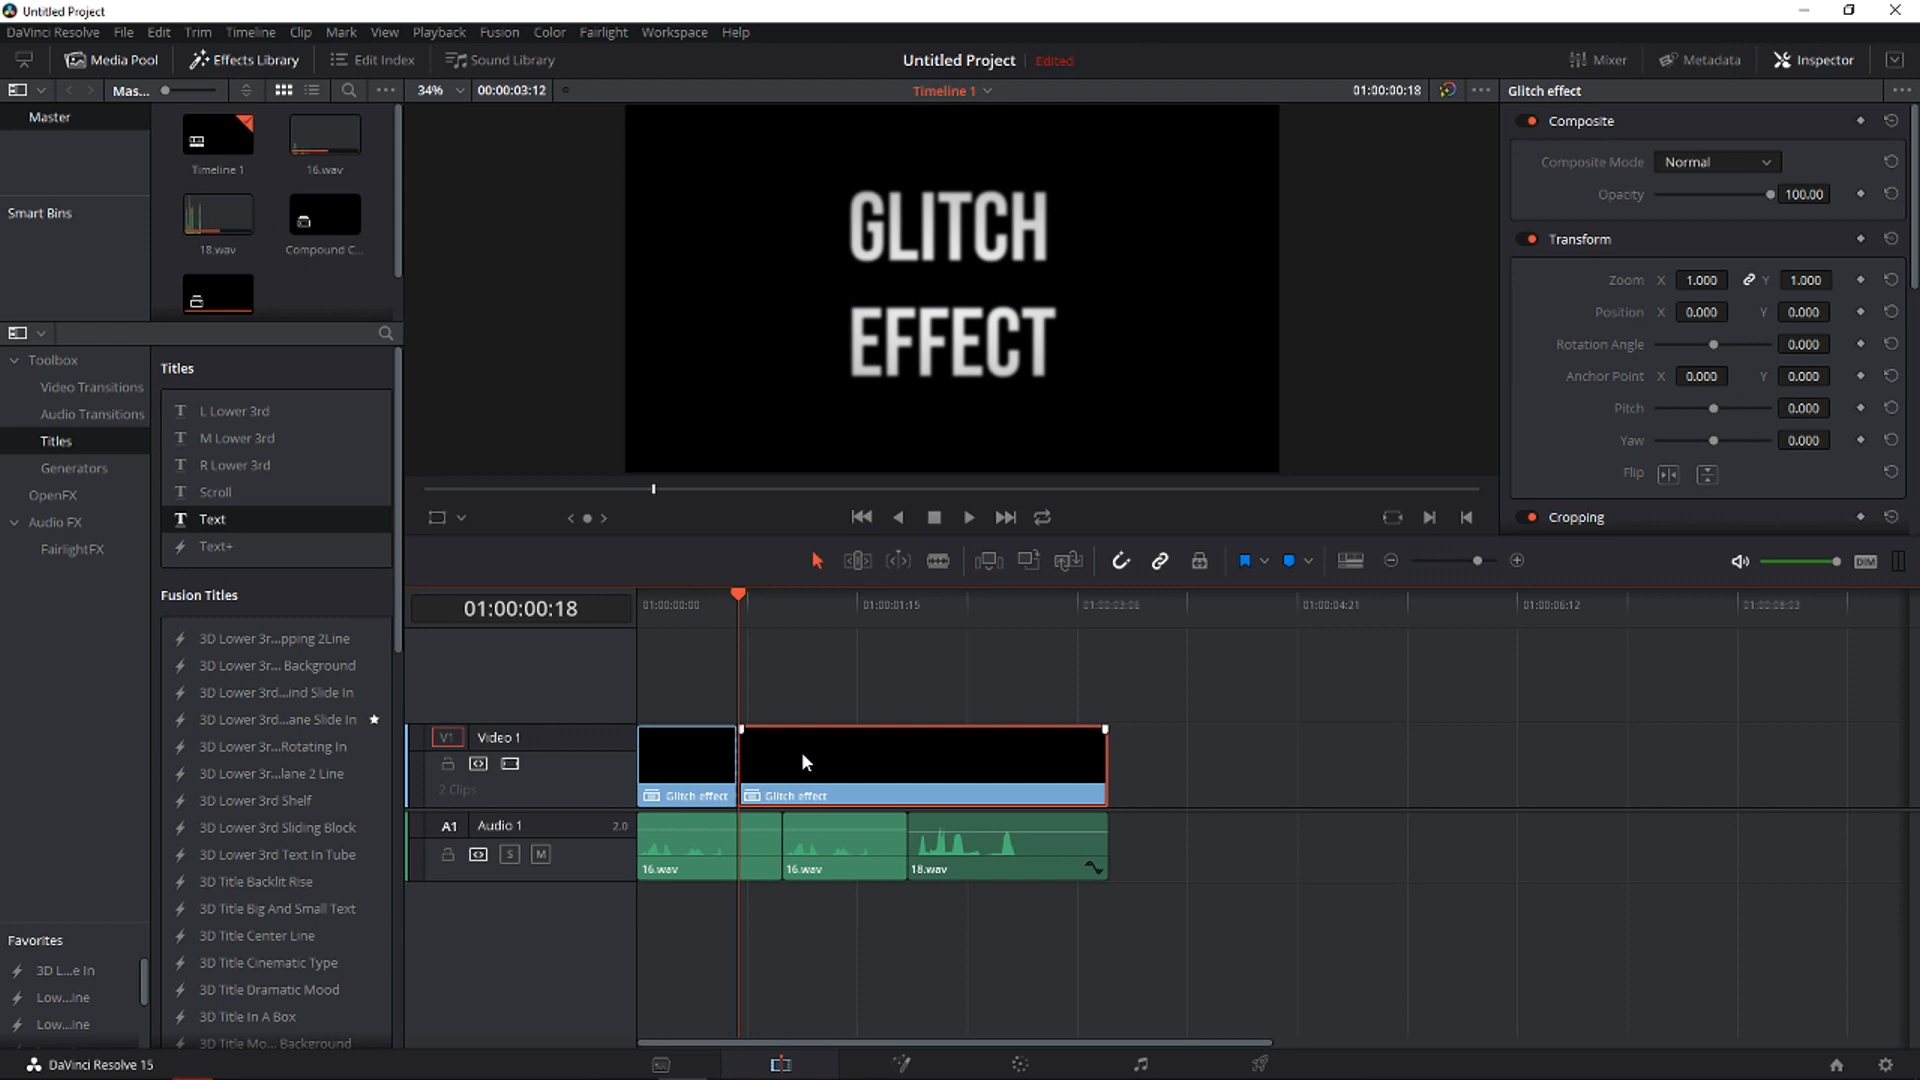 Untitled Project
DaVinci Resolve File Edit Trim Timeline Clip Mark View Playback Fusion Color Fairlight Workspace Help
Media Pool Effects Library Edit Index Sound Library Untitled Project Edited Mixer Metadata Inspector
Mas... 34% 00:00:03:12 Timeline 1 01:00:00:18 Glitch effect
Master
Smart Bins
Timeline 1
16.wav
18.wav
Compound C...
GLITCH
EFFECT
Composite
Composite Mode Normal
Opacity 100.00
Transform
Zoom X 1.000 Y 1.000
Position X 0.000 Y 0.000
Rotation Angle 0.000
Anchor Point X 0.000 Y 0.000
Pitch 0.000
Yaw 0.000
Flip
Cropping
Toolbox
Video Transitions
Audio Transitions
Titles
Generators
OpenFX
Audio FX
FairlightFX
Favorites
3D L...e In
Low...ine
Low...ine
Titles
L Lower 3rd
M Lower 3rd
R Lower 3rd
Scroll
Text
Text+
Fusion Titles
3D Lower 3r...pping 2Line
3D Lower 3r... Background
3D Lower 3rd...ind Slide In
3D Lower 3rd...ane Slide In
3D Lower 3r...Rotating In
3D Lower 3r...lane 2 Line
3D Lower 3rd Shelf
3D Lower 3rd Sliding Block
3D Lower 3rd Text In Tube
3D Title Backlit Rise
3D Title Big And Small Text
3D Title Center Line
3D Title Cinematic Type
3D Title Dramatic Mood
3D Title In A Box
3D Title Mo... Background
DIM
01:00:00:18
01:00:00:00 01:00:01:15 01:00:03:06 01:00:04:21 01:00:06:12 01:00:08:03
V1 Video 1
2 Clips
Glitch effect Glitch effect
A1 Audio 1 2.0
S M
16.wav 16.wav 18.wav
DaVinci Resolve 15